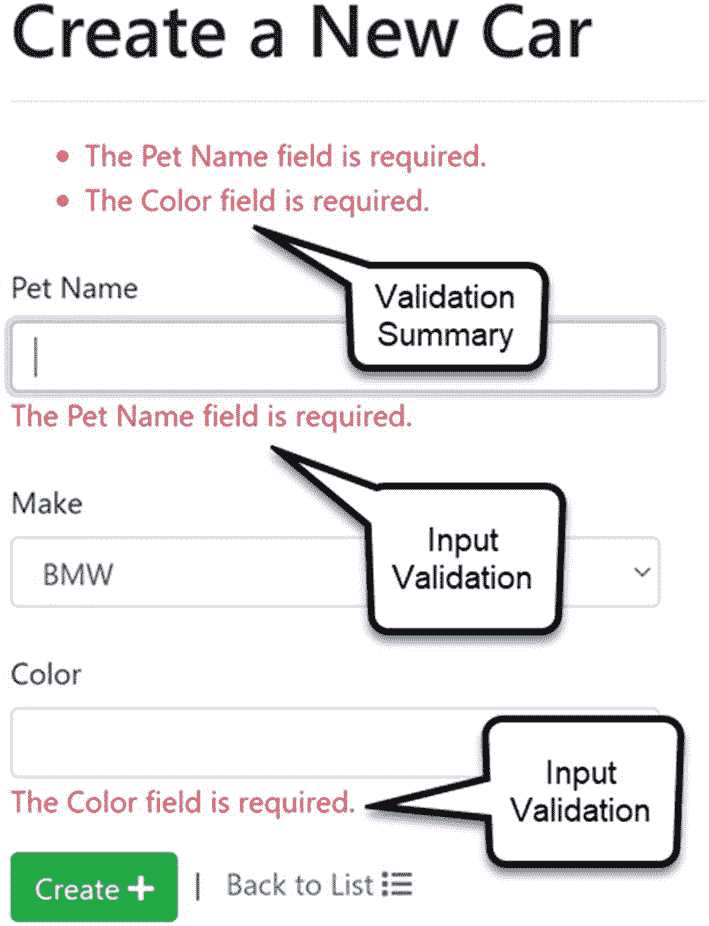 Create a New Car
The Pet Name field is required.
The Color field is required.
Validation
Summary
Pet Name
The Pet Name field is required.
Input
Validation
Make
BMW
Color
Input
Validation
The Color field is required.
Create
| Back to List